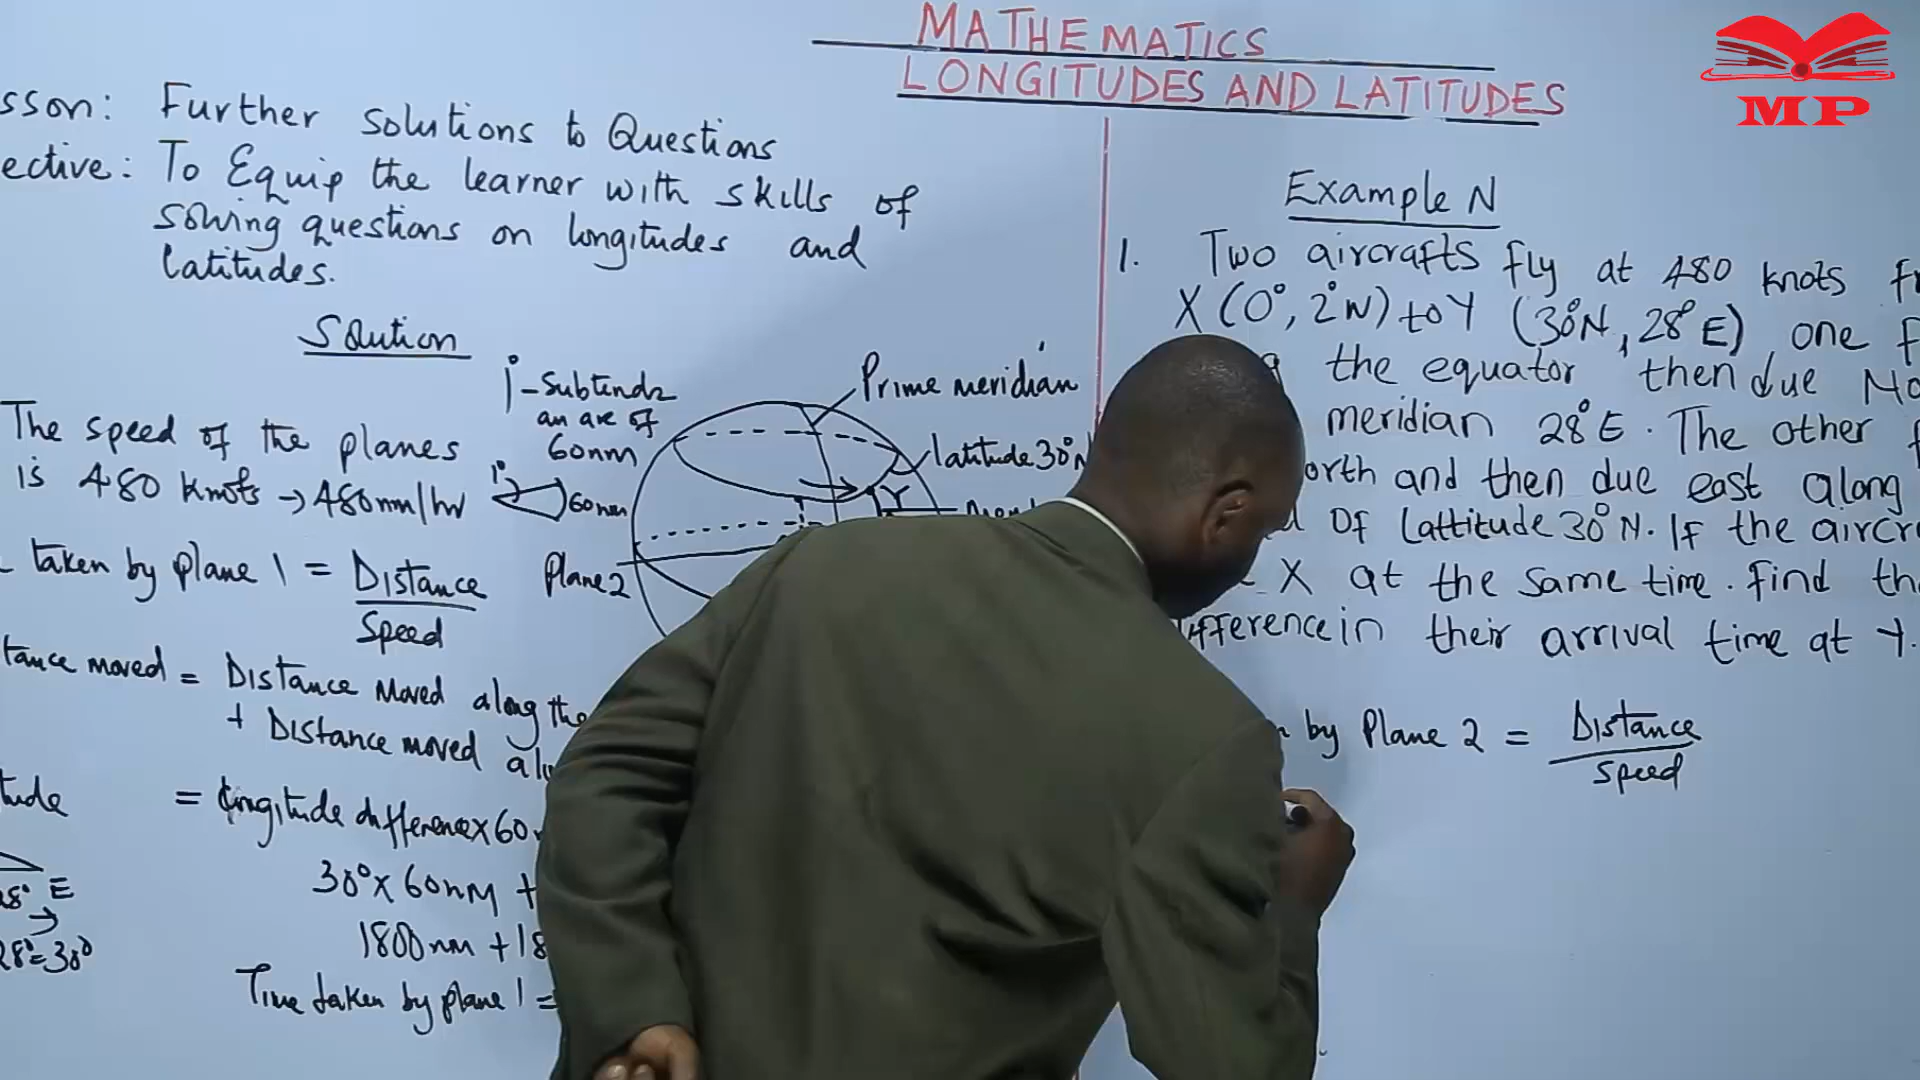 MATHEMATICS
LONGITUDES AND LATITUDES
MP
sson: Further solutions to Questions
ective: To Equip the learner with skills of
solving questions on longitudes and
latitudes.
Solution
1° - Subtends
an arc of
60nm
1°
60nm
Prime meridian
latitude 30°N
Y
Plane 2
The speed of the planes
is 480 knots → 480nm/hr
taken by plane 1 = Distance
Speed
tance moved = Distance Moved along the
+ Distance moved
tude = longitude difference x 60
30° x 60nm +
1800nm + 18
Time taken by plane 1 =
28° E
28° = 30°
Example N
1. Two aircrafts fly at 480 knots
X (0°, 2°W) to Y (30°N, 28°E) one
the equator then due No
meridian 28°E. The other
orth and then due east along
of Lattitude 30°N. If the aircr
X at the same time. Find th
difference in their arrival time at Y.
by Plane 2 = Distance
speed